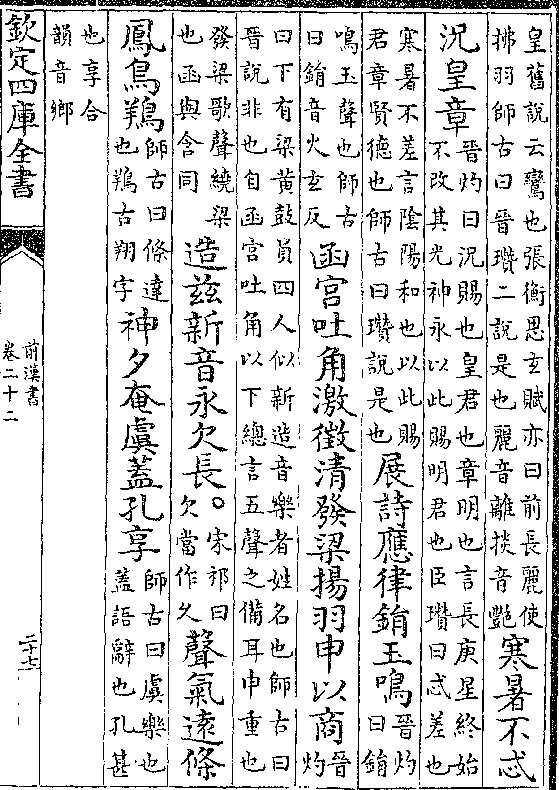 皇舊說云鸞也張衡思玄賦亦曰前長麗使
拂羽師古曰晉瓚二說是也麗音離掞音艷
寒暑不忒
況皇章
晉灼曰況賜也皇君也章明也言長庚星終始
不改其光神永以此賜明君也臣瓚曰忒差也
寒暑不差言陰陽和也以此賜
君章賢德也師古曰瓚說是也
展詩應律鋗玉鳴
晉灼
曰鋗
鳴玉聲也師古
曰鋗音火玄反
函宮吐角激徵清發梁揚羽申以商
晉
灼
曰下有梁黄鼓員四人似新造音樂者姓名也師古曰
晉說非也自函宮吐角以下總言五聲之備耳申重也
發梁歌聲繞梁
也函與含同
造茲新音永欠長。
宋祁曰
欠當作久
聲氣遠條
鳳鳥鴹
師古曰條達
也鴹古翔字
神夕奄虞蓋孔享
師古曰虞樂也
蓋語辭也孔甚
也享合
韻音鄉
欽定四庫全書
前漢書
卷二十二
二十七